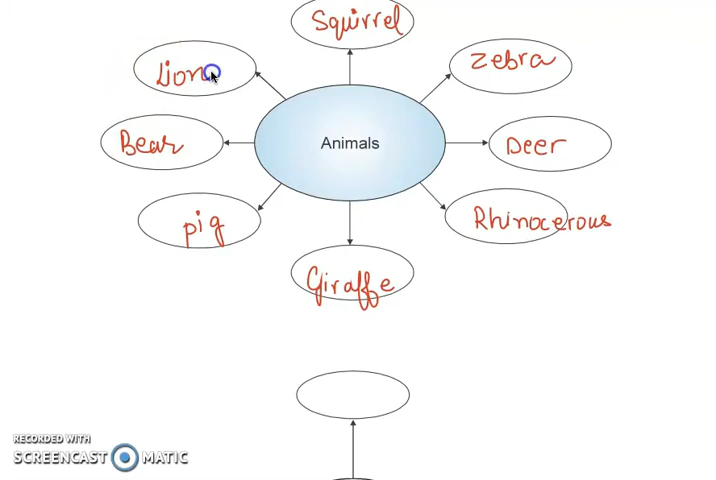 Squirrel
Lion
Zebra
Bear
Animals
Deer
pig
Rhinocerous
Giraffe
RECORDED WITH
SCREENCAST MATIC